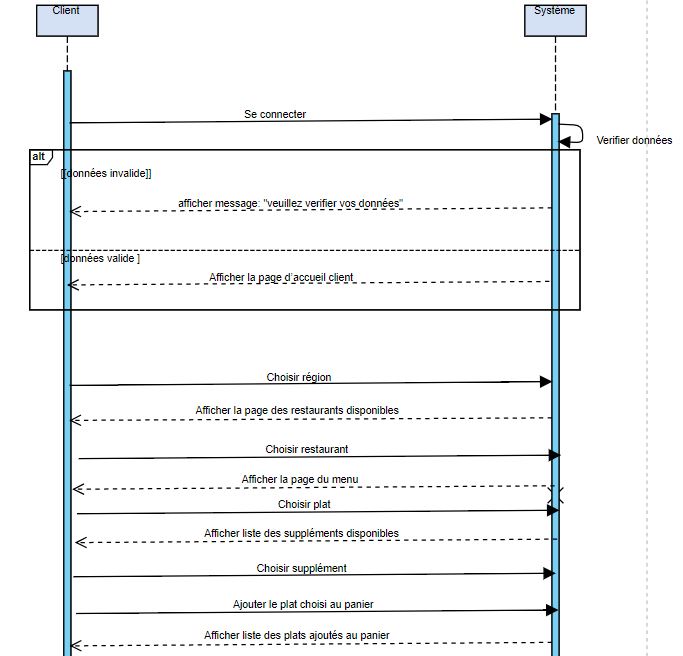 Client
Système
Se connecter
Verifier données
alt
[[données invalide]]
afficher message: "veuillez verifier vos données"
[données valide ]
Afficher la page d'accueil client
Choisir région
Afficher la page des restaurants disponibles
Choisir restaurant
Afficher la page du menu
Choisir plat
Afficher liste des suppléments disponibles
Choisir supplément
Ajouter le plat choisi au panier
Afficher liste des plats ajoutés au panier